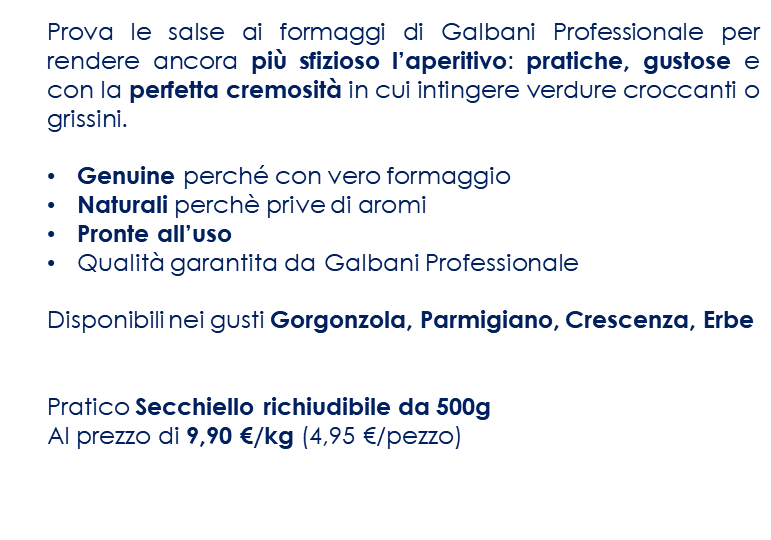 Prova le salse ai formaggi di Galbani Professionale per
rendere ancora più sfizioso l’aperitivo: pratiche, gustose e
con la perfetta cremosità in cui intingere verdure croccanti o
grissini.
• Genuine perché con vero formaggio
• Naturali perchè prive di aromi
• Pronte all’uso
• Qualità garantita da Galbani Professionale
Disponibili nei gusti Gorgonzola, Parmigiano, Crescenza, Erbe
Pratico Secchiello richiudibile da 500g
Al prezzo di 9,90 €/kg (4,95 €/pezzo)